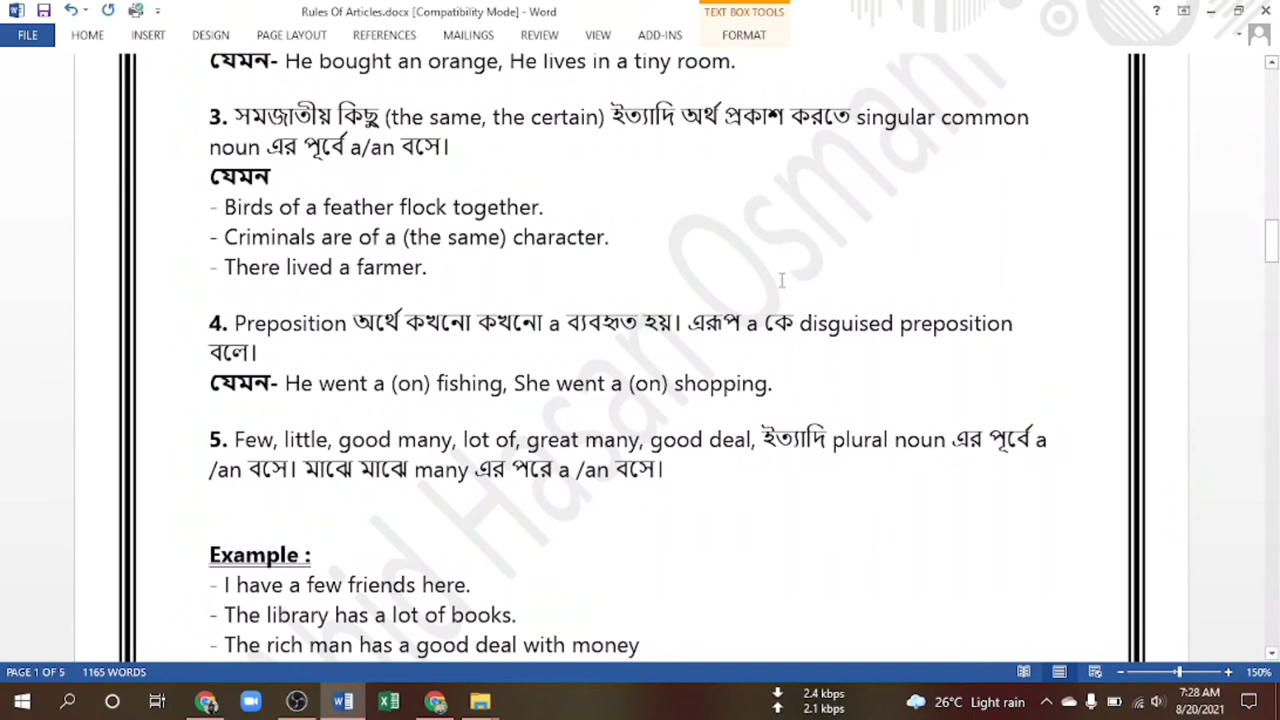 Rules Of Articles.docx [Compatibility Mode] - Word
TEXT BOX TOOLS
FILE HOME INSERT DESIGN PAGE LAYOUT REFERENCES MAILINGS REVIEW VIEW ADD-INS FORMAT
যেমন- He bought an orange, He lives in a tiny room.
3. সমজাতীয় কিছু (the same, the certain) ইত্যাদি অর্থ প্রকাশ করতে singular common
noun এর পূর্বে a/an বসে।
যেমন
- Birds of a feather flock together.
- Criminals are of a (the same) character.
- There lived a farmer.
4. Preposition অর্থে কখনো কখনো a ব্যবহৃত হয়। এরূপ a কে disguised preposition
বলে।
যেমন- He went a (on) fishing, She went a (on) shopping.
5. Few, little, good many, lot of, great many, good deal, ইত্যাদি plural noun এর পূর্বে a
/an বসে। মাঝে মাঝে many এর পরে a /an বসে।
Example :
- I have a few friends here.
- The library has a lot of books.
- The rich man has a good deal with money
Hasan Osmani
PAGE 1 OF 5 1165 WORDS 150%
2.4 kbps
2.1 kbps
26°C Light rain
7:28 AM
8/20/2021